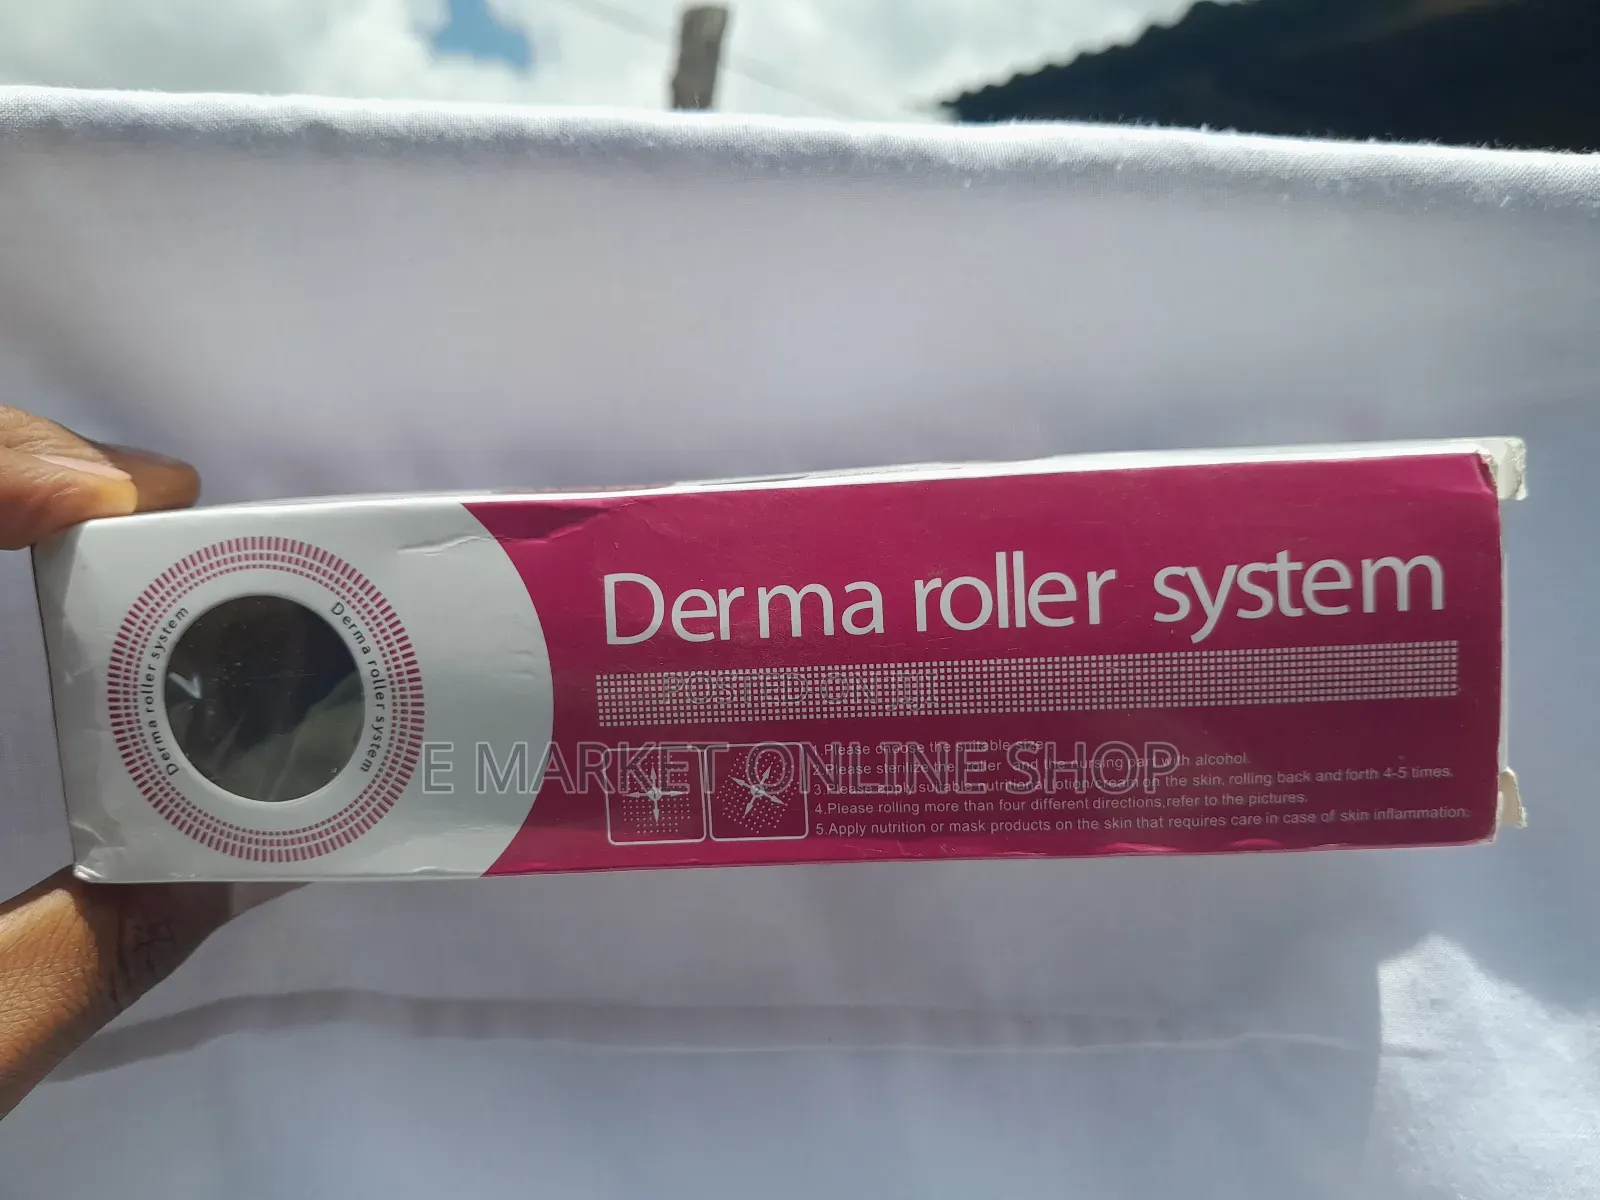 Derma roller system
Derma roller system
Derma roller system
POSTED ON JIJI
E MARKET ONLINE SHOP
1.Please choose the suitable size.
2.Please sterilize the roller and the nursing part with alcohol.
3.Please apply suitable nutritional lotion/cream on the skin, rolling back and forth 4-5 times.
4.Please rolling more than four different directions,refer to the pictures.
5.Apply nutrition or mask products on the skin that requires care in case of skin inflammation.